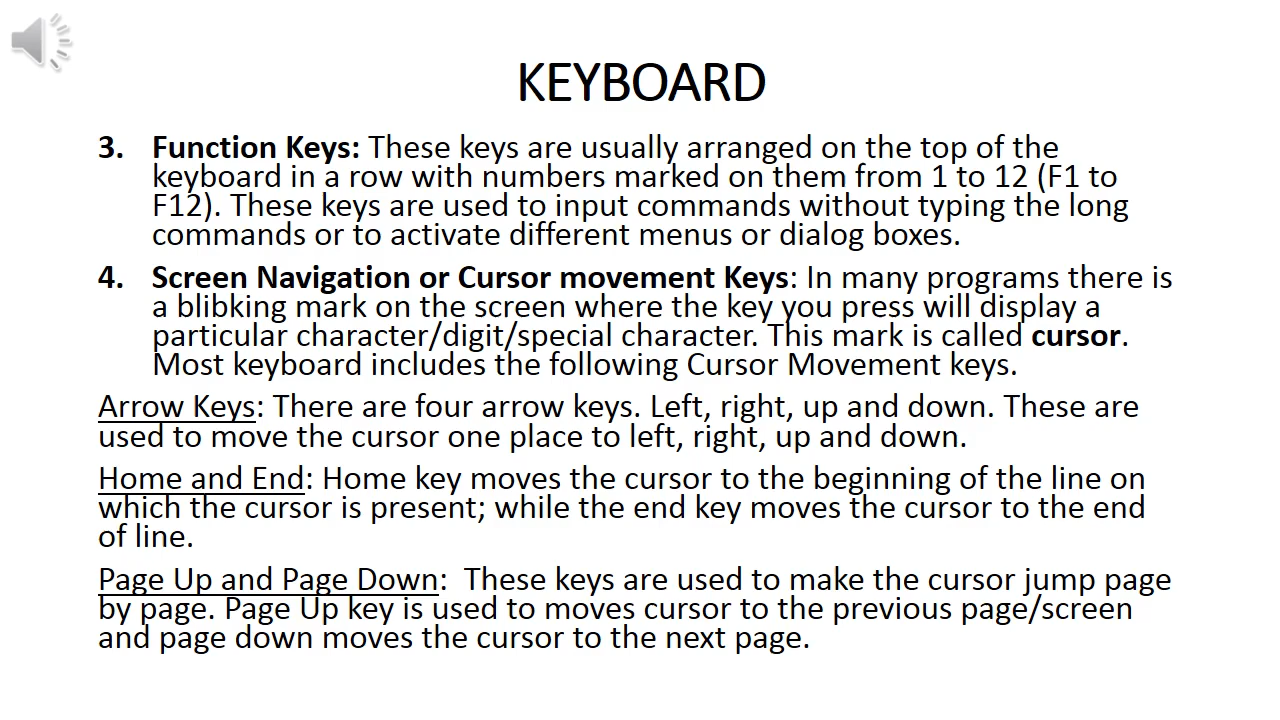 KEYBOARD
3. Function Keys: These keys are usually arranged on the top of the
keyboard in a row with numbers marked on them from 1 to 12 (F1 to
F12). These keys are used to input commands without typing the long
commands or to activate different menus or dialog boxes.
4. Screen Navigation or Cursor movement Keys: In many programs there is
a blibking mark on the screen where the key you press will display a
particular character/digit/special character. This mark is called cursor.
Most keyboard includes the following Cursor Movement keys.
Arrow Keys: There are four arrow keys. Left, right, up and down. These are
used to move the cursor one place to left, right, up and down.
Home and End: Home key moves the cursor to the beginning of the line on
which the cursor is present; while the end key moves the cursor to the end
of line.
Page Up and Page Down:  These keys are used to make the cursor jump page
by page. Page Up key is used to moves cursor to the previous page/screen
and page down moves the cursor to the next page.